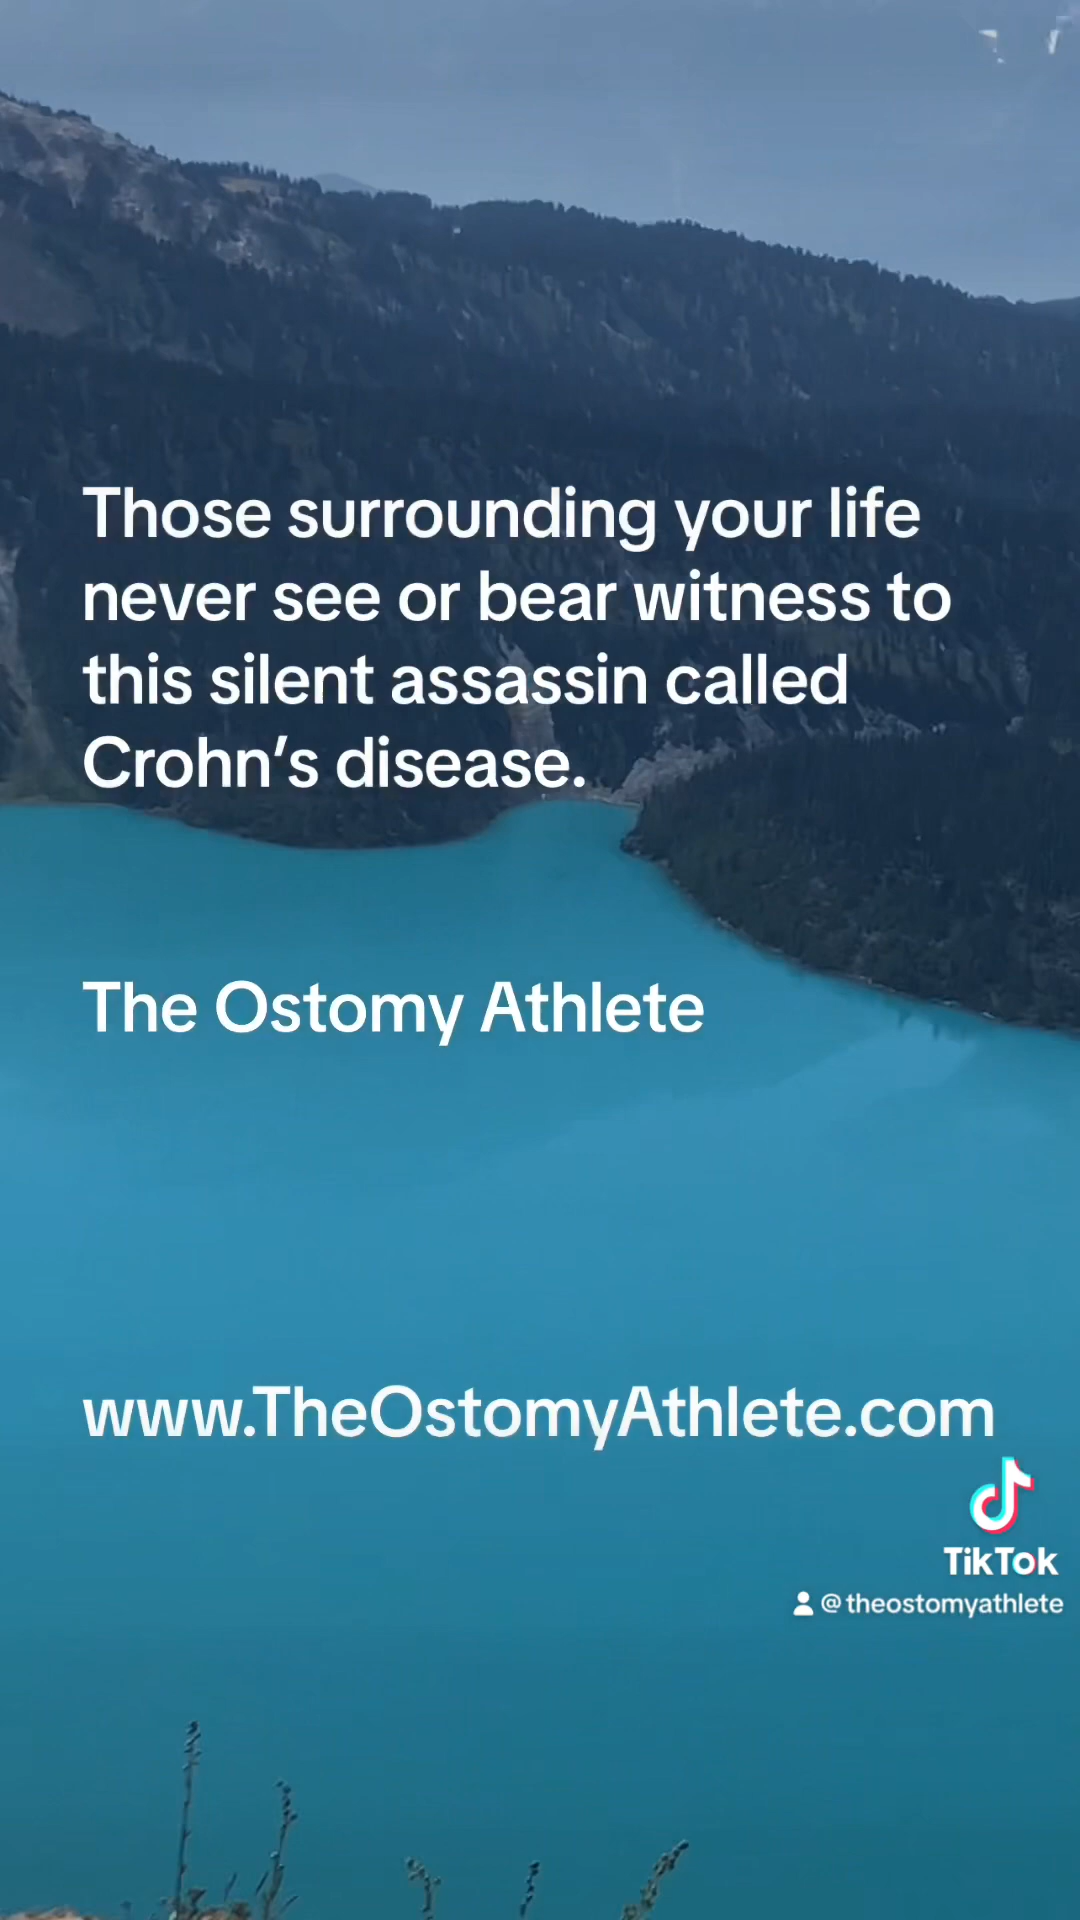 Those surrounding your life
never see or bear witness to
this silent assassin called
Crohn’s disease.
The Ostomy Athlete
www.TheOstomyAthlete.com
TikTok
@theostomyathlete